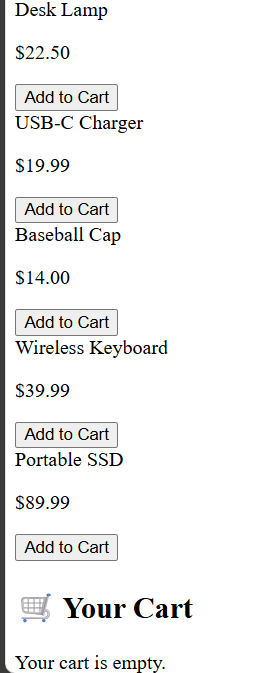 Desk Lamp
$22.50
Add to Cart
USB-C Charger
$19.99
Add to Cart
Baseball Cap
$14.00
Add to Cart
Wireless Keyboard
$39.99
Add to Cart
Portable SSD
$89.99
Add to Cart
🛒 Your Cart
Your cart is empty.